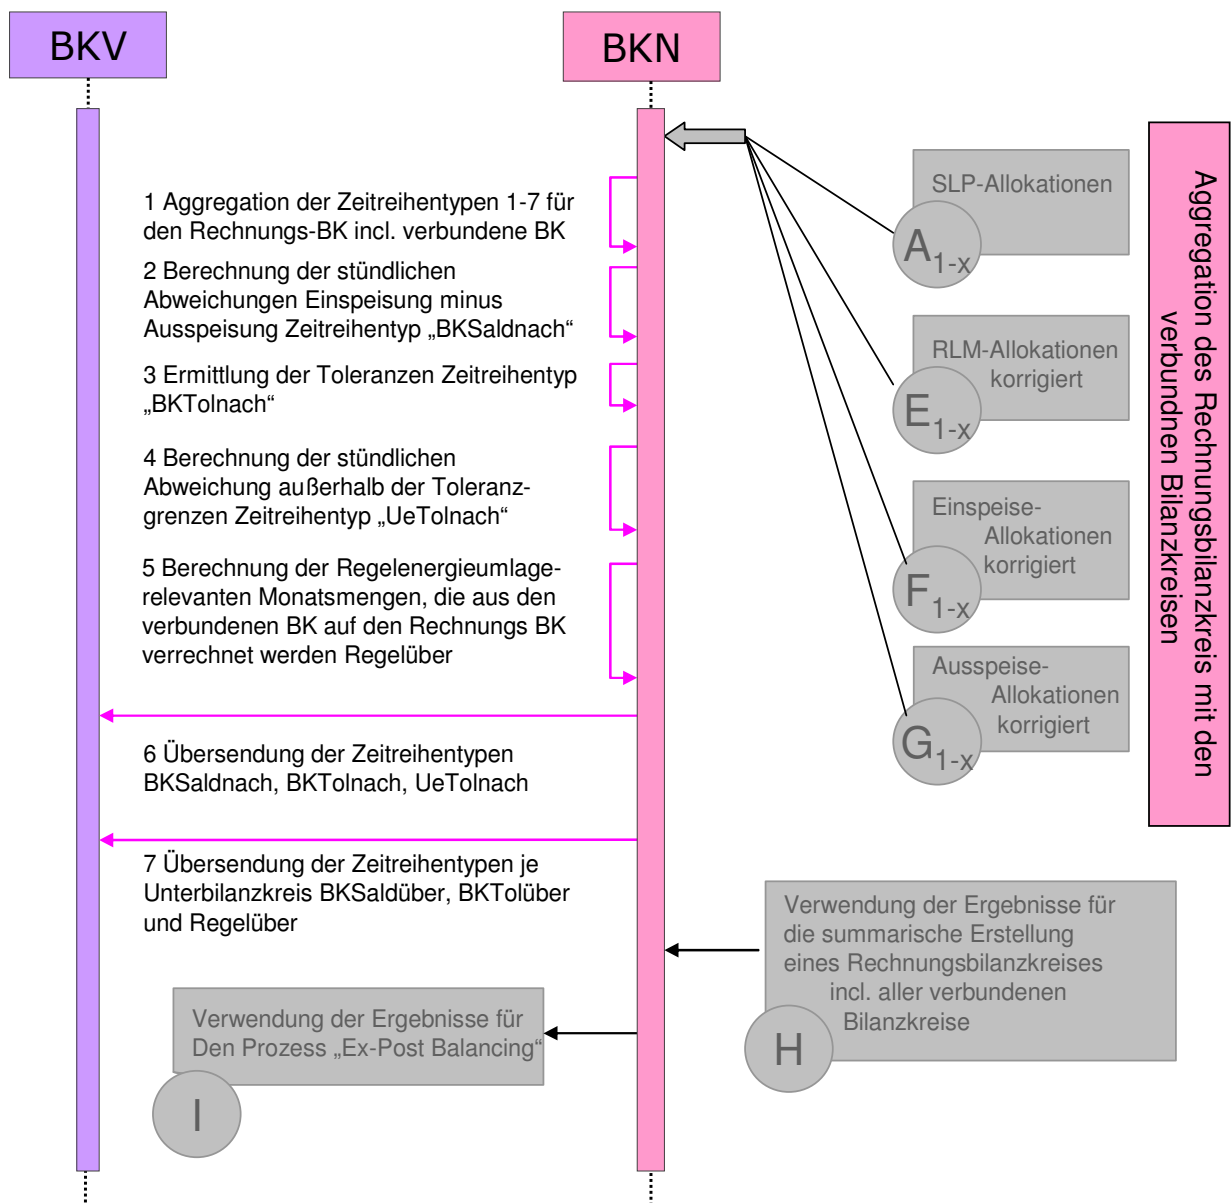 BKV
BKN
1 Aggregation der Zeitreihentypen 1-7 für
den Rechnungs-BK incl. verbundene BK
2 Berechnung der stündlichen
Abweichungen Einspeisung minus
Ausspeisung Zeitreihentyp „BKSaldnach“
3 Ermittlung der Toleranzen Zeitreihentyp
„BKTolnach“
4 Berechnung der stündlichen
Abweichung außerhalb der Toleranz-
grenzen Zeitreihentyp „UeTolnach“
5 Berechnung der Regelenergieumlage-
relevanten Monatsmengen, die aus den
verbundenen BK auf den Rechnungs BK
verrechnet werden Regelüber
6 Übersendung der Zeitreihentypen
BKSaldnach, BKTolnach, UeTolnach
7 Übersendung der Zeitreihentypen je
Unterbilanzkreis BKSaldüber, BKTolüber
und Regelüber
SLP-Allokationen
A1-x
RLM-Allokationen
korrigiert
E1-x
Einspeise-
Allokationen
korrigiert
F1-x
Ausspeise-
Allokationen
korrigiert
G1-x
Aggregation des Rechnungsbilanzkreis mit den
verbundnen Bilanzkreisen
Verwendung der Ergebnisse für
die summarische Erstellung
eines Rechnungsbilanzkreises
incl. aller verbundenen
Bilanzkreise
H
Verwendung der Ergebnisse für
Den Prozess „Ex-Post Balancing“
I